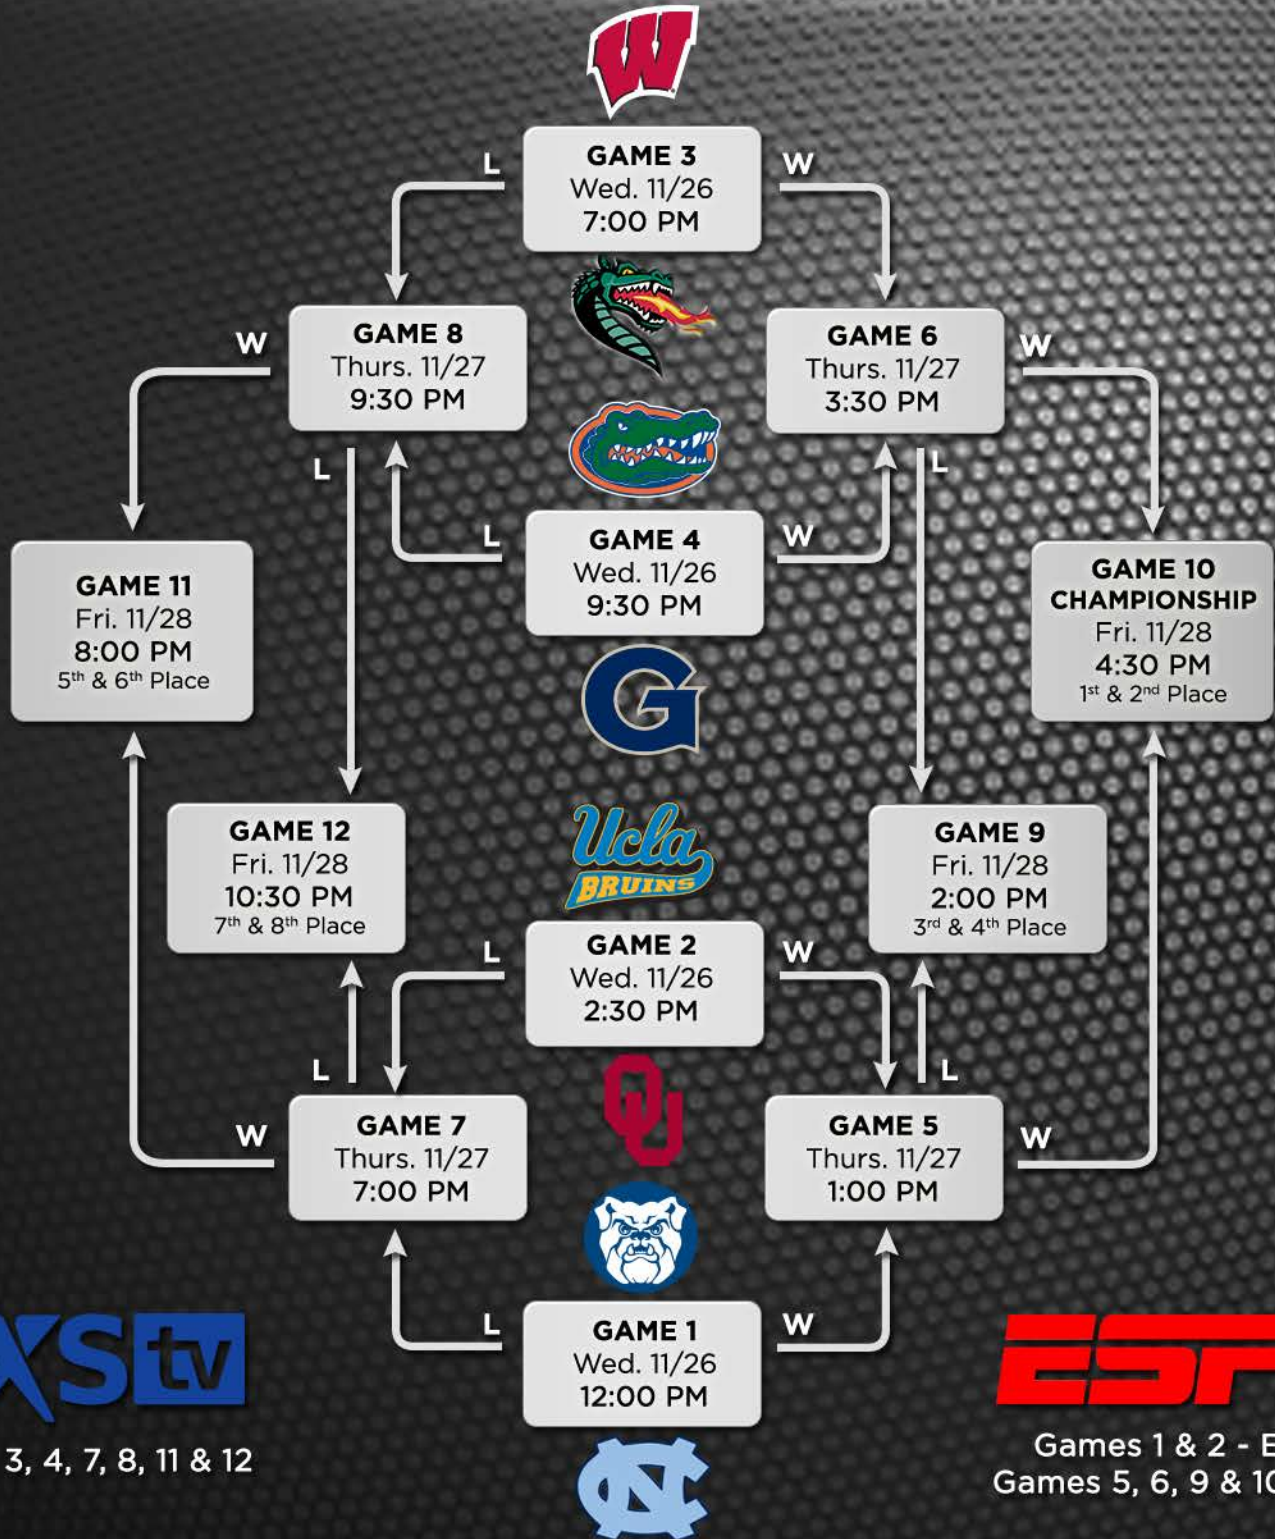 W
GAME 3
Wed. 11/26
7:00 PM
L
W
GAME 8
Thurs. 11/27
9:30 PM
W
L
GAME 6
Thurs. 11/27
3:30 PM
W
L
GAME 4
Wed. 11/26
9:30 PM
L
W
G
GAME 11
Fri. 11/28
8:00 PM
5th & 6th Place
GAME 10
CHAMPIONSHIP
Fri. 11/28
4:30 PM
1st & 2nd Place
GAME 12
Fri. 11/28
10:30 PM
7th & 8th Place
Ucla
BRUINS
GAME 9
Fri. 11/28
2:00 PM
3rd & 4th Place
GAME 2
Wed. 11/26
2:30 PM
L
W
OU
GAME 7
Thurs. 11/27
7:00 PM
L
W
GAME 5
Thurs. 11/27
1:00 PM
L
W
GAME 1
Wed. 11/26
12:00 PM
L
W
NC
XS tv
3, 4, 7, 8, 11 & 12
ESP
Games 1 & 2 - E
Games 5, 6, 9 & 10